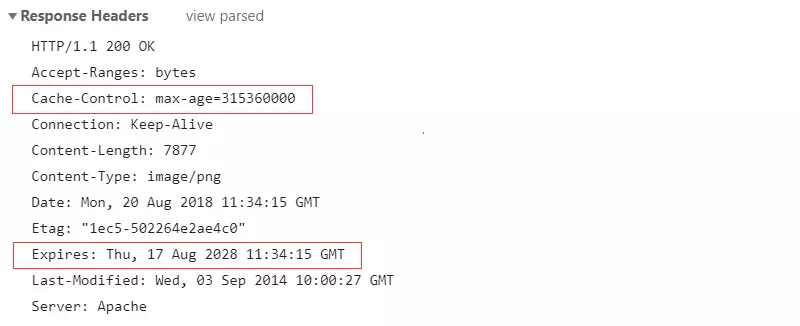 ▼Response Headers view parsed
HTTP/1.1 200 OK
Accept-Ranges: bytes
Cache-Control: max-age=315360000
Connection: Keep-Alive
Content-Length: 7877
Content-Type: image/png
Date: Mon, 20 Aug 2018 11:34:15 GMT
Etag: "1ec5-502264e2ae4c0"
Expires: Thu, 17 Aug 2028 11:34:15 GMT
Last-Modified: Wed, 03 Sep 2014 10:00:27 GMT
Server: Apache